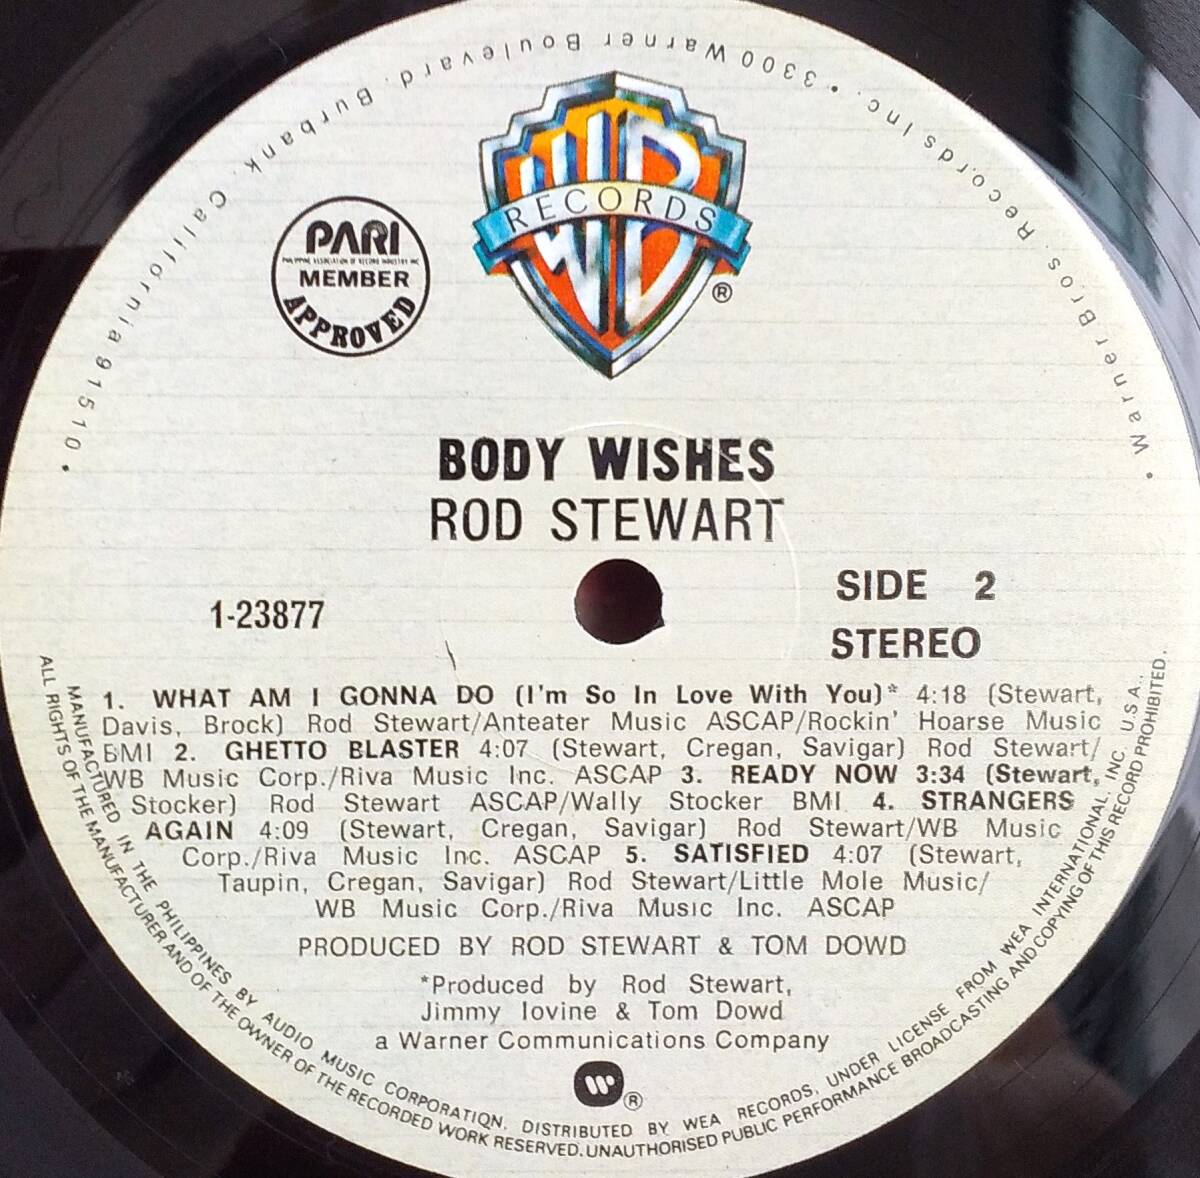 • Warner Bros. Records Inc. • 3300 Warner Boulevard. Burbank. California 91510 •
WB
RECORDS
®
PARI
PHILIPPINE ASSOCIATION OF RECORD INDUSTRY INC
MEMBER
APPROVED
BODY WISHES
ROD STEWART
1-23877
SIDE 2
STEREO
1. WHAT AM I GONNA DO (I'm So In Love With You)* 4:18 (Stewart,
Davis, Brock) Rod Stewart/Anteater Music ASCAP/Rockin' Hoarse Music
BMI 2. GHETTO BLASTER 4:07 (Stewart, Cregan, Savigar) Rod Stewart/
WB Music Corp./Riva Music Inc. ASCAP 3. READY NOW 3:34 (Stewart,
Stocker) Rod Stewart ASCAP/Wally Stocker BMI 4. STRANGERS
AGAIN 4:09 (Stewart, Cregan, Savigar) Rod Stewart/WB Music
Corp./Riva Music Inc. ASCAP 5. SATISFIED 4:07 (Stewart,
Taupin, Cregan, Savigar) Rod Stewart/Little Mole Music/
WB Music Corp./Riva Music Inc. ASCAP
PRODUCED BY ROD STEWART & TOM DOWD
*Produced by Rod Stewart,
Jimmy Iovine & Tom Dowd
a Warner Communications Company
®
MANUFACTURED IN THE PHILIPPINES BY AUDIO MUSIC CORPORATION. DISTRIBUTED BY WEA RECORDS, UNDER LICENSE FROM WEA INTERNATIONAL. INC. U.S.A..
ALL RIGHTS OF THE MANUFACTURER AND OF THE OWNER OF THE RECORDED WORK RESERVED. UNAUTHORISED PUBLIC PERFORMANCE BROADCASTING AND COPYING OF THIS RECORD PROHIBITED.